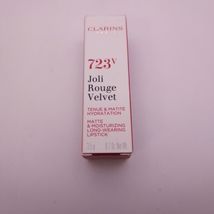 CLARINS
723V
Joli
Rouge
Velvet
TENUE & MATITÉ
HYDRATATION
MATTE
& MOISTURIZING
LONG-WEARING
LIPSTICK